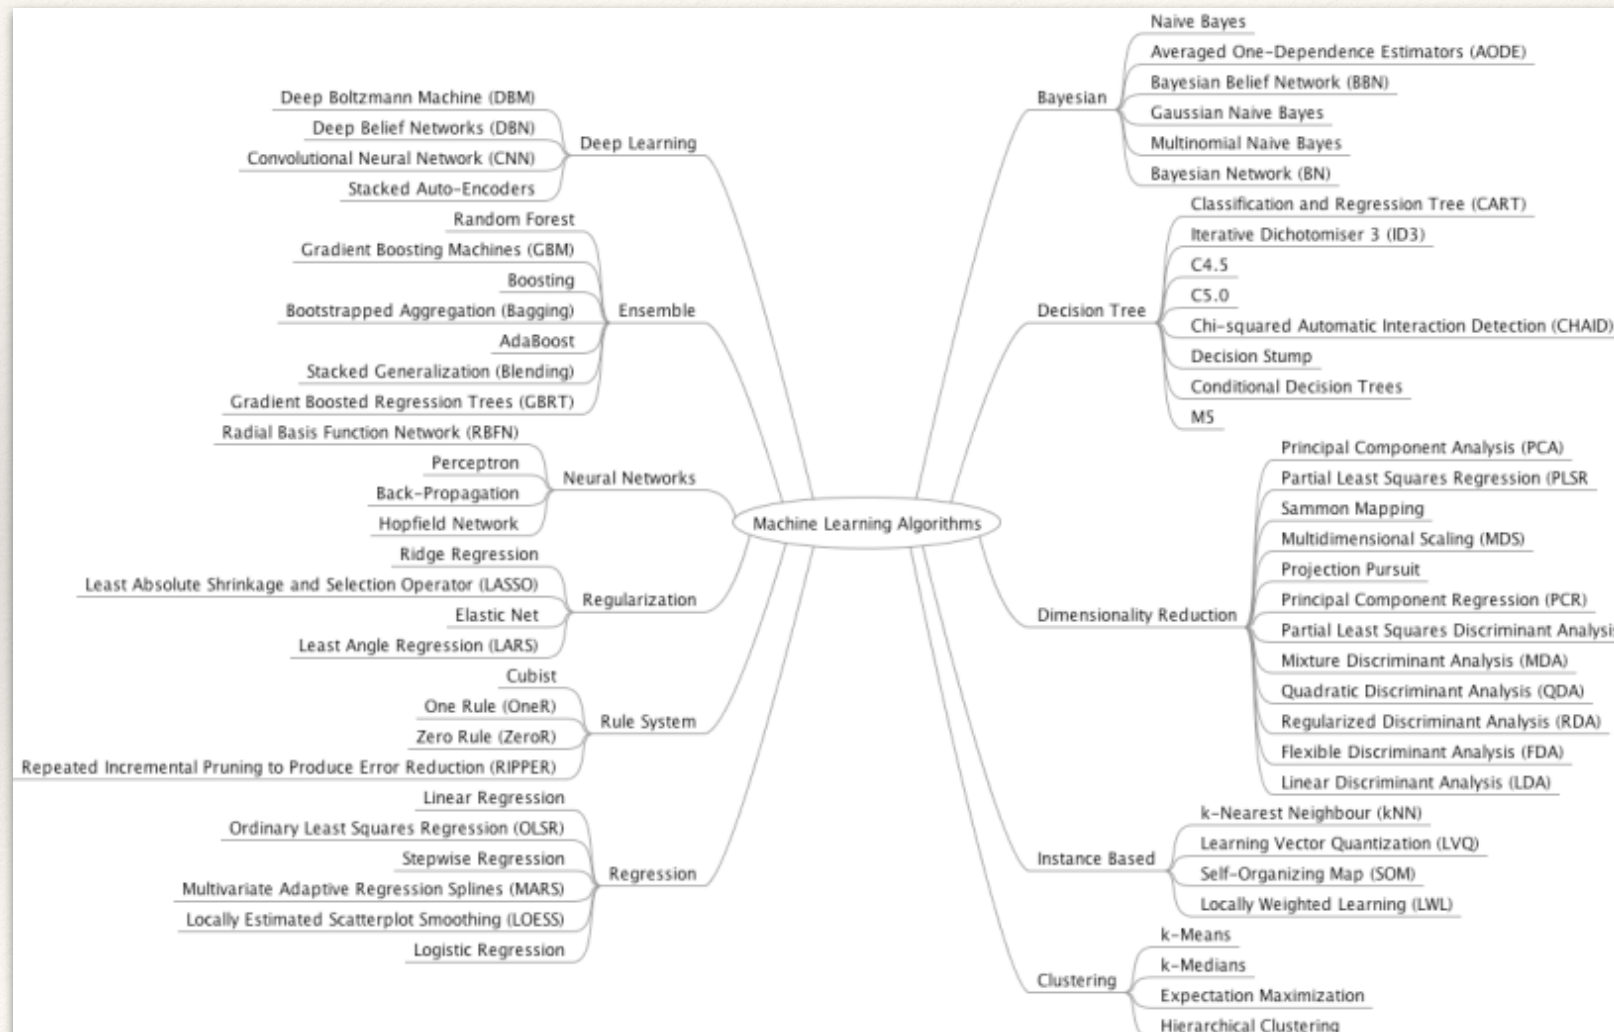 Machine Learning Algorithms
Deep Learning
Deep Boltzmann Machine (DBM)
Deep Belief Networks (DBN)
Convolutional Neural Network (CNN)
Stacked Auto-Encoders
Ensemble
Random Forest
Gradient Boosting Machines (GBM)
Boosting
Bootstrapped Aggregation (Bagging)
AdaBoost
Stacked Generalization (Blending)
Gradient Boosted Regression Trees (GBRT)
Neural Networks
Radial Basis Function Network (RBFN)
Perceptron
Back-Propagation
Hopfield Network
Regularization
Ridge Regression
Least Absolute Shrinkage and Selection Operator (LASSO)
Elastic Net
Least Angle Regression (LARS)
Rule System
Cubist
One Rule (OneR)
Zero Rule (ZeroR)
Repeated Incremental Pruning to Produce Error Reduction (RIPPER)
Regression
Linear Regression
Ordinary Least Squares Regression (OLSR)
Stepwise Regression
Multivariate Adaptive Regression Splines (MARS)
Locally Estimated Scatterplot Smoothing (LOESS)
Logistic Regression
Bayesian
Naive Bayes
Averaged One-Dependence Estimators (AODE)
Bayesian Belief Network (BBN)
Gaussian Naive Bayes
Multinomial Naive Bayes
Bayesian Network (BN)
Decision Tree
Classification and Regression Tree (CART)
Iterative Dichotomiser 3 (ID3)
C4.5
C5.0
Chi-squared Automatic Interaction Detection (CHAID)
Decision Stump
Conditional Decision Trees
M5
Dimensionality Reduction
Principal Component Analysis (PCA)
Partial Least Squares Regression (PLSR
Sammon Mapping
Multidimensional Scaling (MDS)
Projection Pursuit
Principal Component Regression (PCR)
Partial Least Squares Discriminant Analysis
Mixture Discriminant Analysis (MDA)
Quadratic Discriminant Analysis (QDA)
Regularized Discriminant Analysis (RDA)
Flexible Discriminant Analysis (FDA)
Linear Discriminant Analysis (LDA)
Instance Based
k-Nearest Neighbour (kNN)
Learning Vector Quantization (LVQ)
Self-Organizing Map (SOM)
Locally Weighted Learning (LWL)
Clustering
k-Means
k-Medians
Expectation Maximization
Hierarchical Clustering